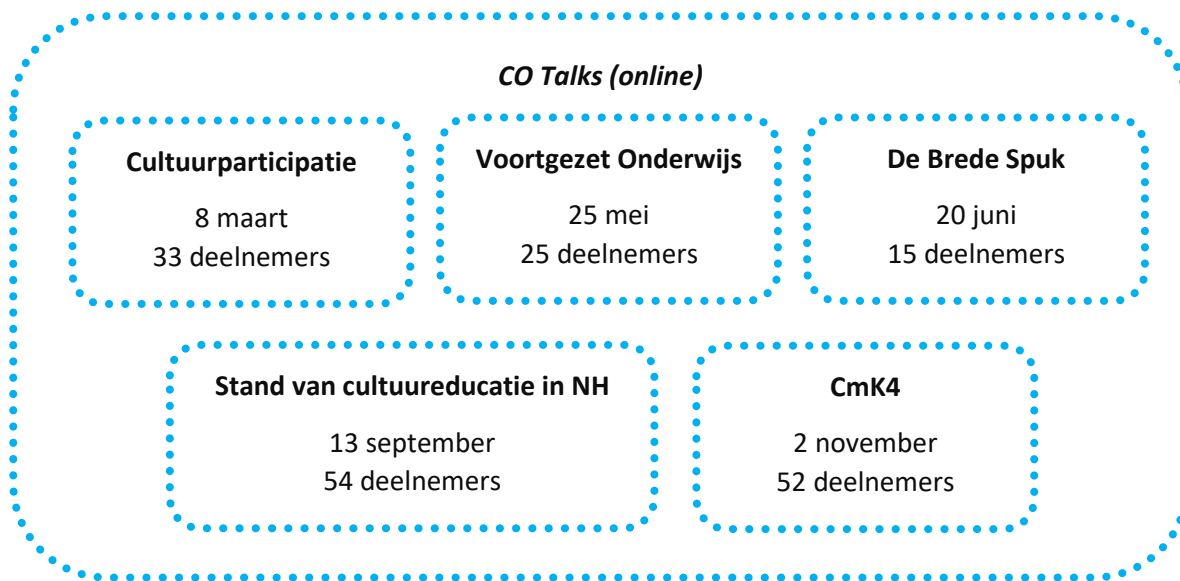 CO Talks (online)
Cultuurparticipatie
8 maart
33 deelnemers
Voortgezet Onderwijs
25 mei
25 deelnemers
De Brede Spuk
20 juni
15 deelnemers
Stand van cultuureducatie in NH
13 september
54 deelnemers
CmK4
2 november
52 deelnemers